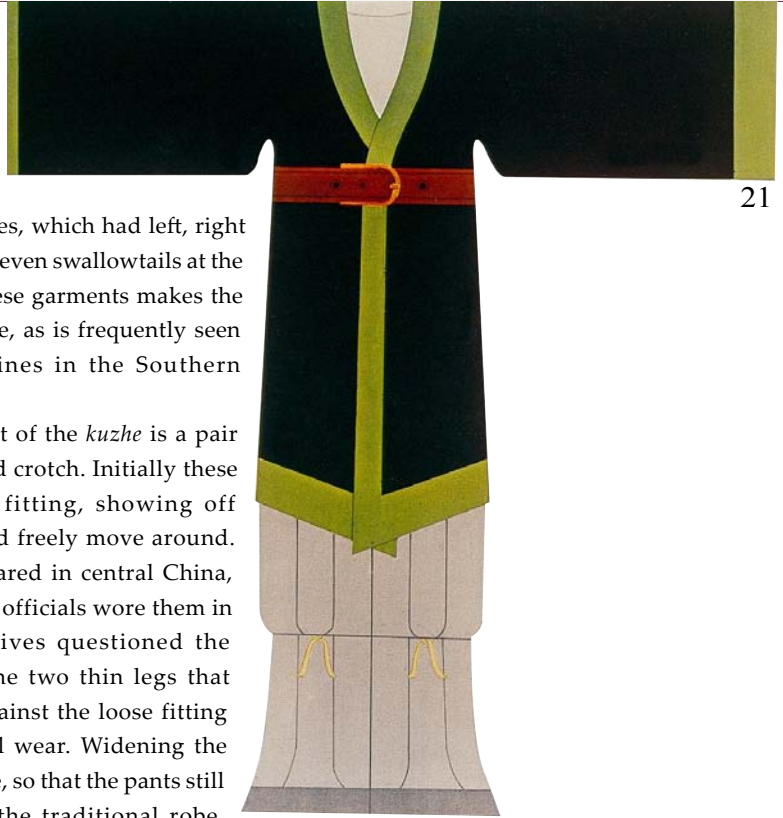 21
es, which had left, right
even swallowtails at the
ese garments makes the
e, as is frequently seen
ines in the Southern
t of the kuzhe is a pair
d crotch. Initially these
fitting, showing off
d freely move around.
ared in central China,
officials wore them in
ives questioned the
he two thin legs that
ainst the loose fitting
l wear. Widening the
e, so that the pants still
the traditional robe